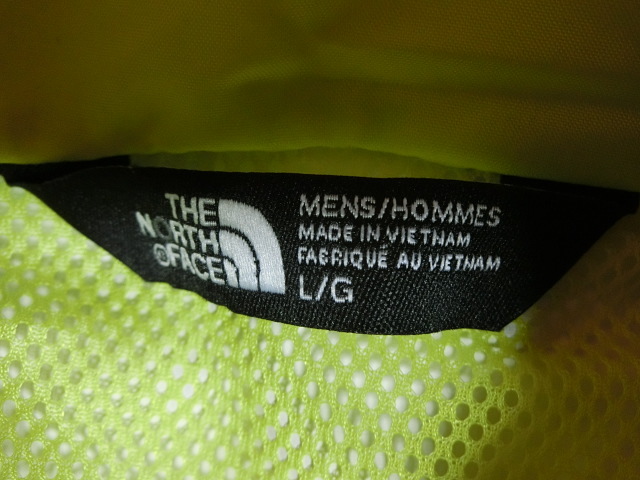 THE
NORTH
FACE
MENS/HOMMES
MADE IN VIETNAM
FABRIQUÉ AU VIETNAM
L/G